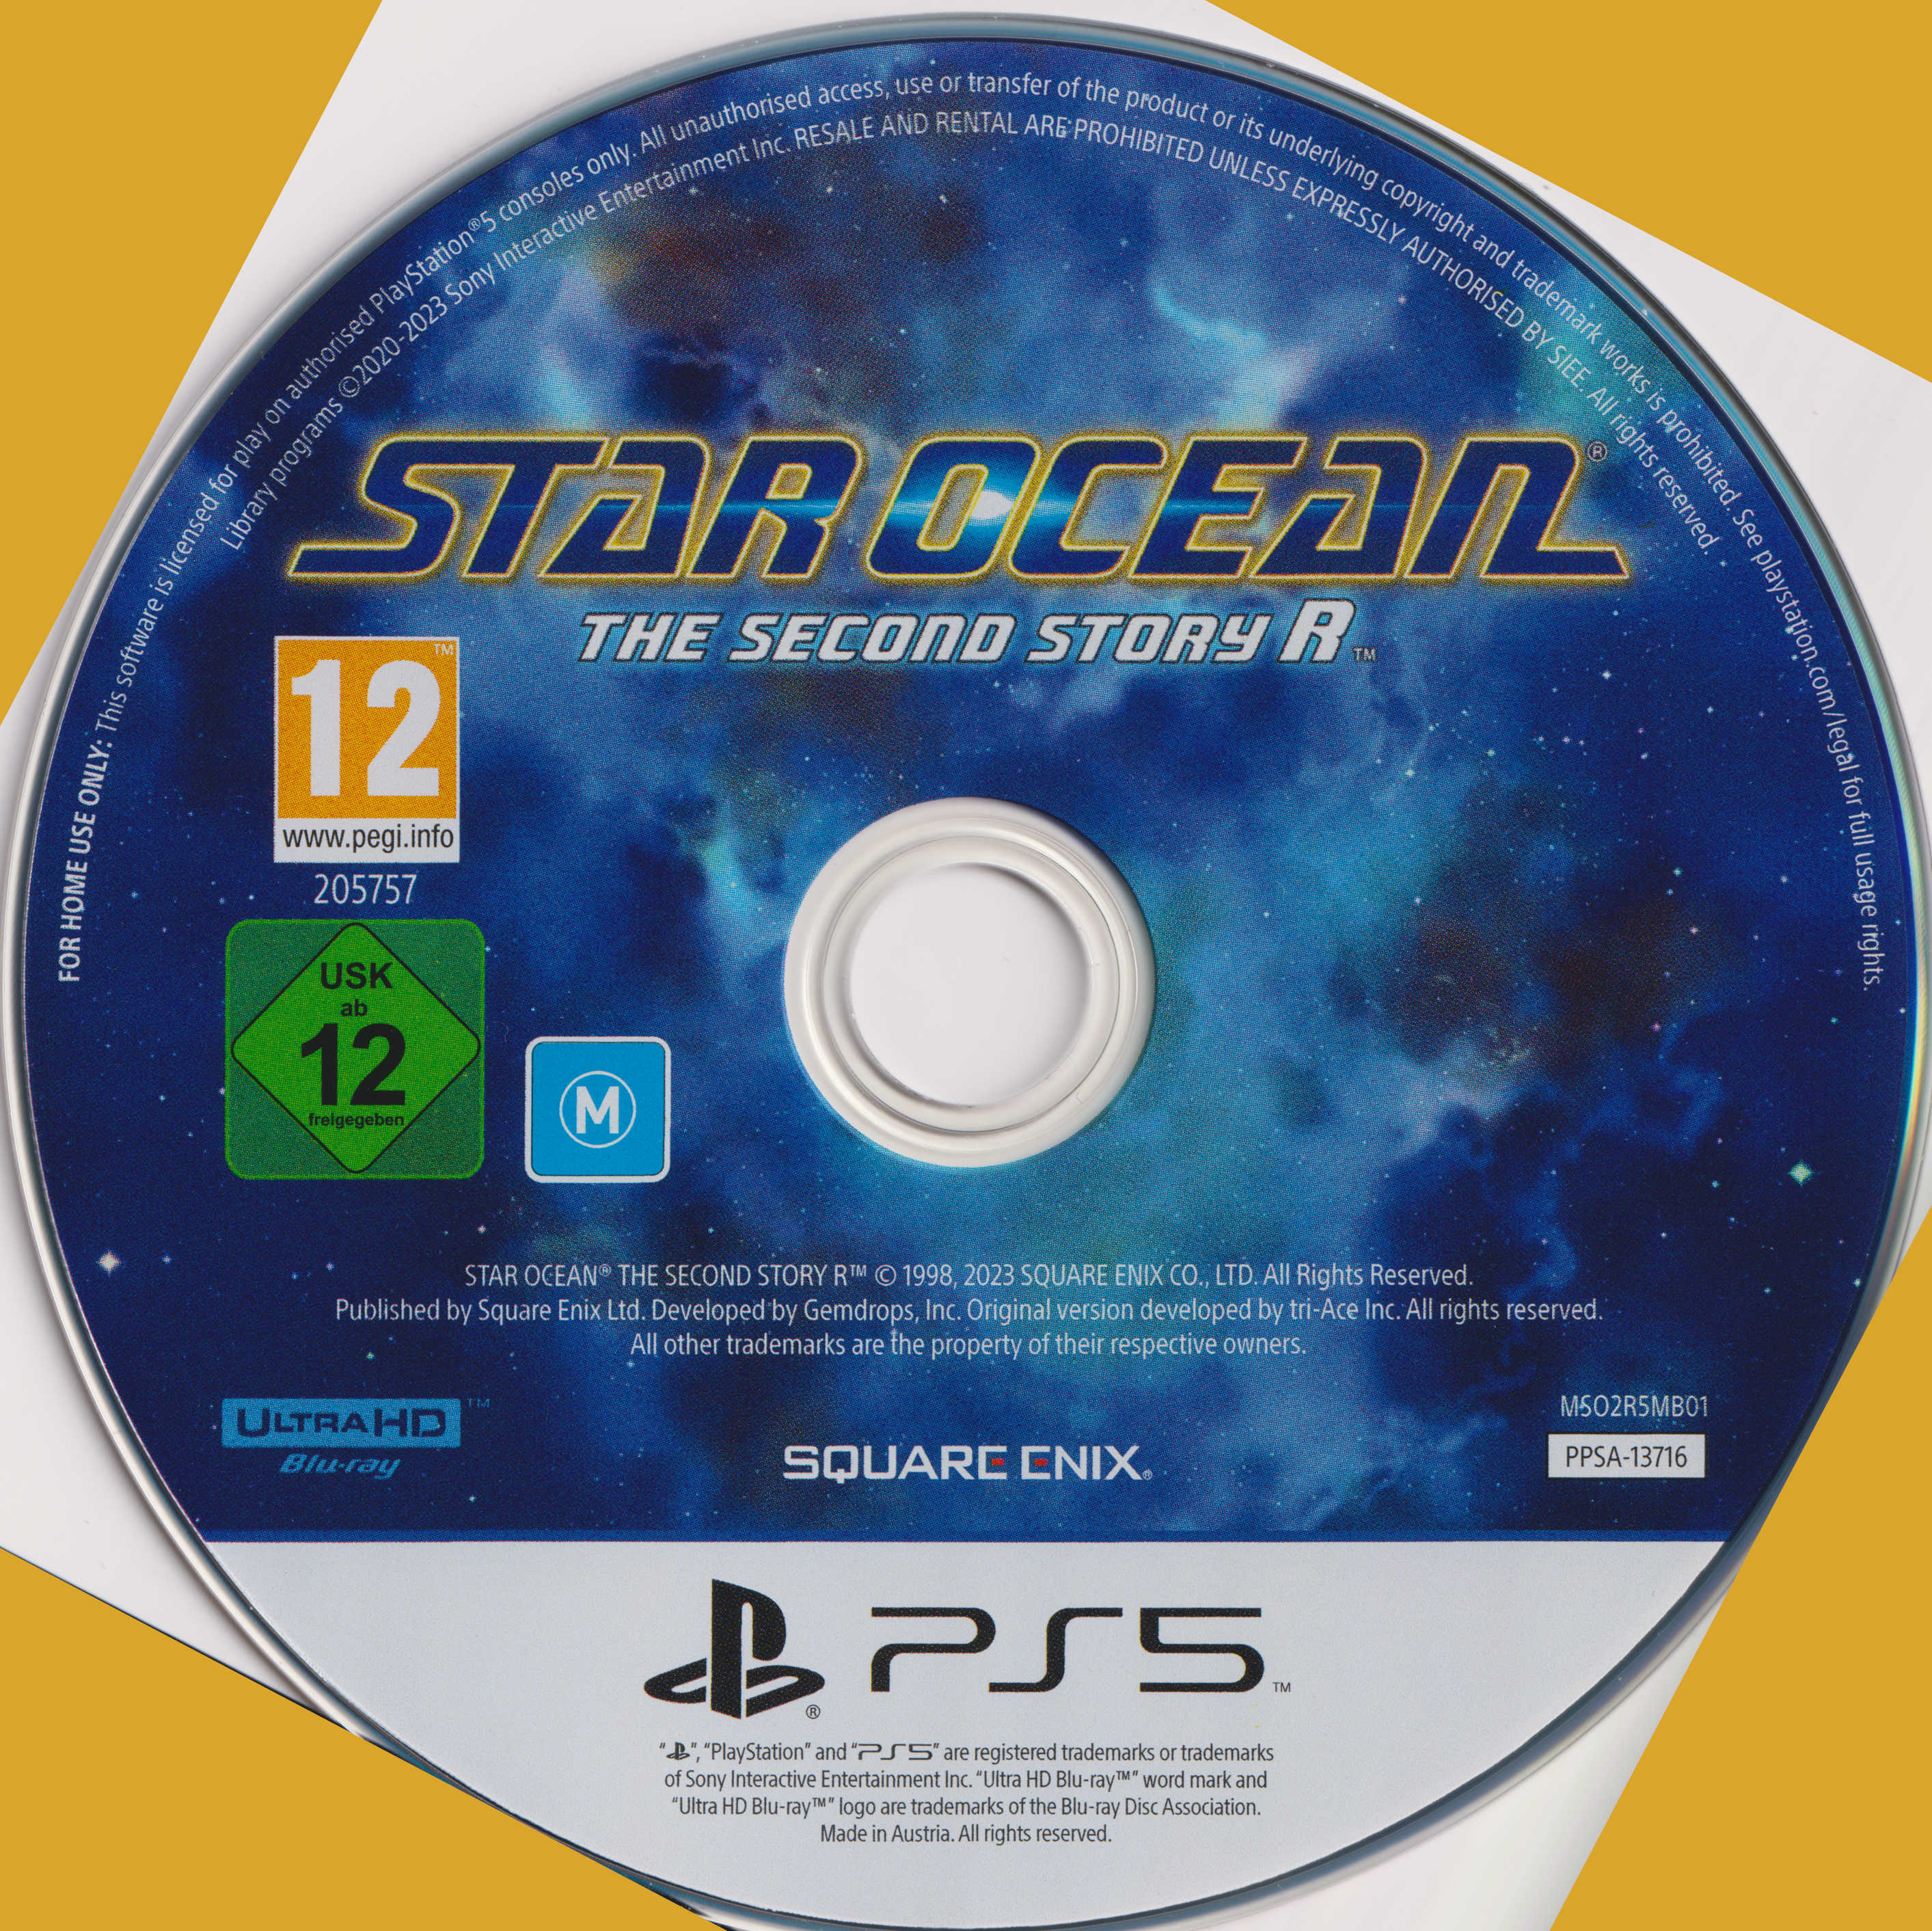 FOR HOME USE ONLY: This software is licensed for play on authorised PlayStation®5 consoles only. All unauthorised access, use or transfer of the product or its underlying copyright and trademark works is prohibited. See playstation.com/legal for full usage rights.
Library programs ©2020-2023 Sony Interactive Entertainment Inc. RESALE AND RENTAL ARE PROHIBITED UNLESS EXPRESSLY AUTHORISED BY SIEE. All rights reserved.
STAR OCEAN®
THE SECOND STORY R™
12™
www.pegi.info
205757
USK
ab
12
freigegeben
M
STAR OCEAN® THE SECOND STORY R™ © 1998, 2023 SQUARE ENIX CO., LTD. All Rights Reserved.
Published by Square Enix Ltd. Developed by Gemdrops, Inc. Original version developed by tri-Ace Inc. All rights reserved.
All other trademarks are the property of their respective owners.
ULTRA HD™
Blu-ray
SQUARE ENIX®
MSO2R5MB01
PPSA-13716
® PS5™
" ", "PlayStation" and "PS5" are registered trademarks or trademarks
of Sony Interactive Entertainment Inc. "Ultra HD Blu-ray™" word mark and
"Ultra HD Blu-ray™" logo are trademarks of the Blu-ray Disc Association.
Made in Austria. All rights reserved.